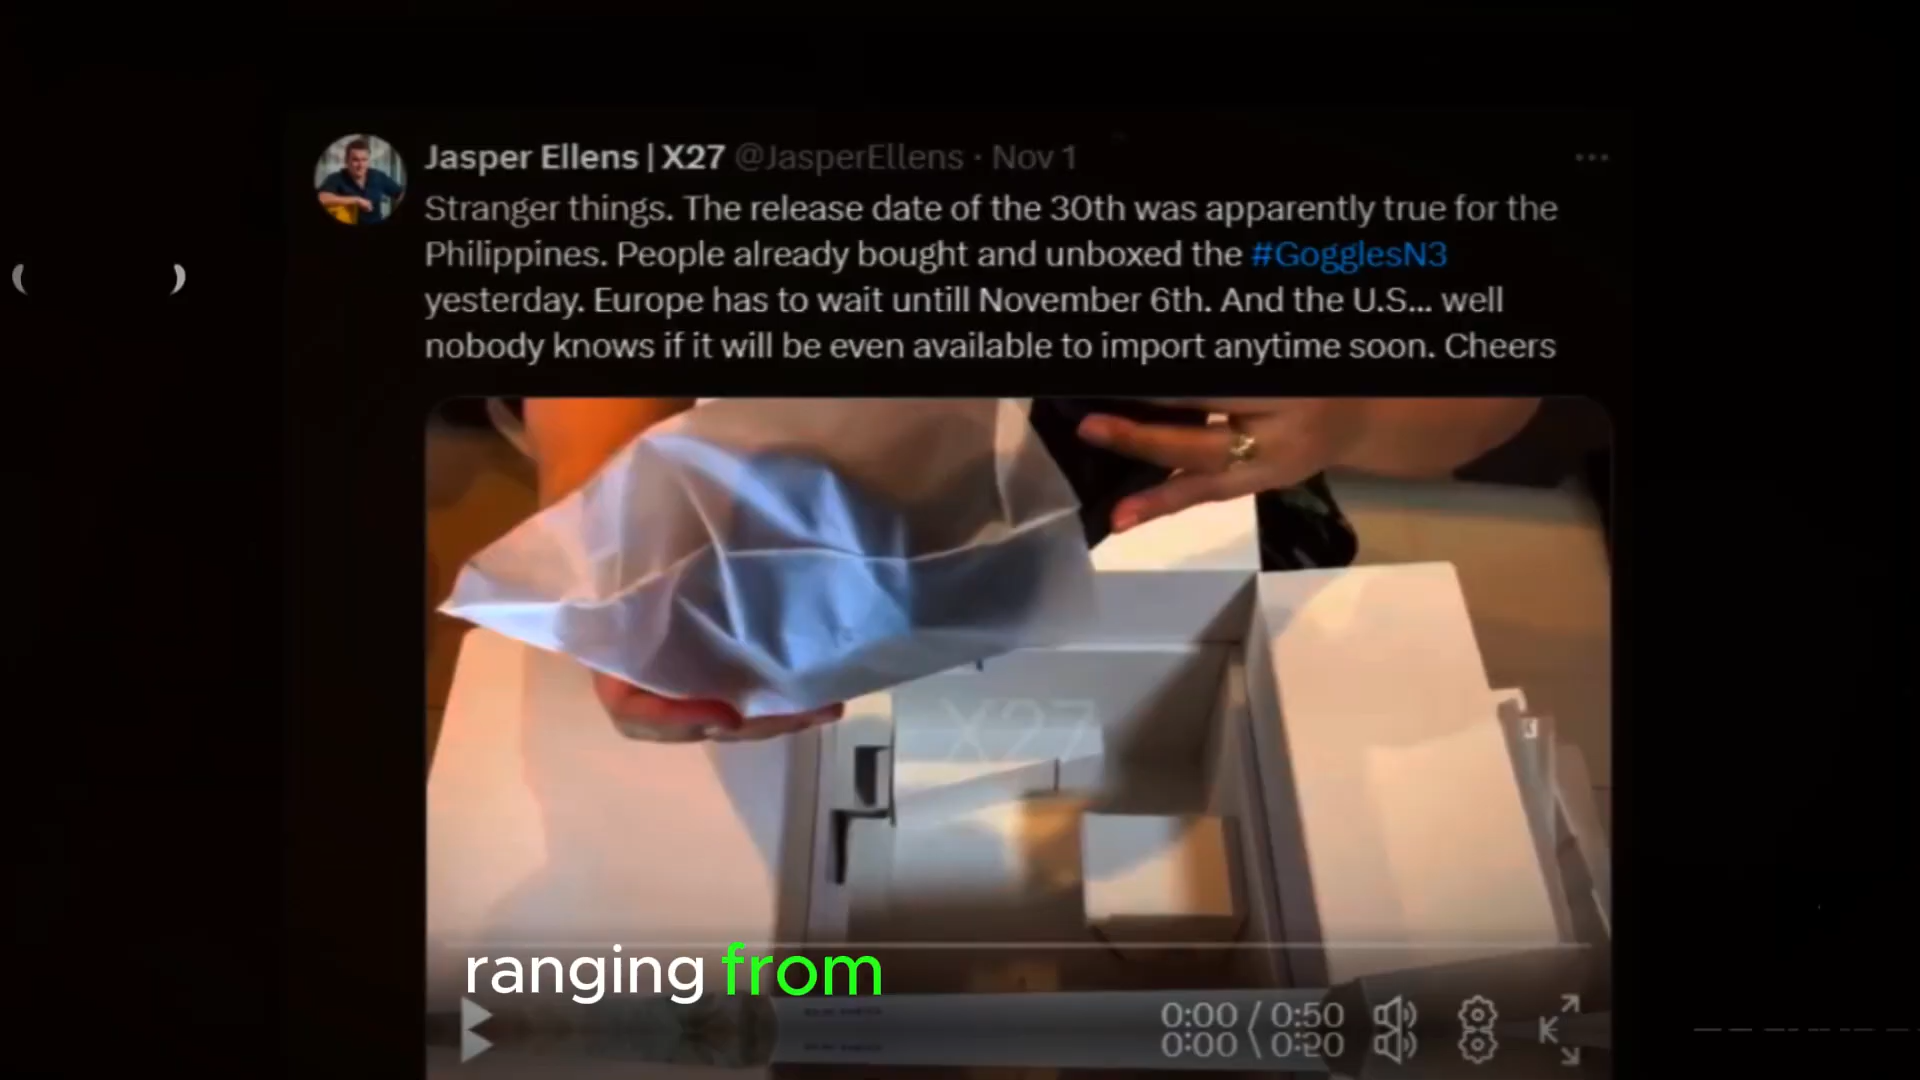 Jasper Ellens | X27 @JasperEllens · Nov 1
Stranger things. The release date of the 30th was apparently true for the
Philippines. People already bought and unboxed the #GogglesN3
yesterday. Europe has to wait untill November 6th. And the U.S... well
nobody knows if it will be even available to import anytime soon. Cheers
X27
ranging from
0:00 / 0:50